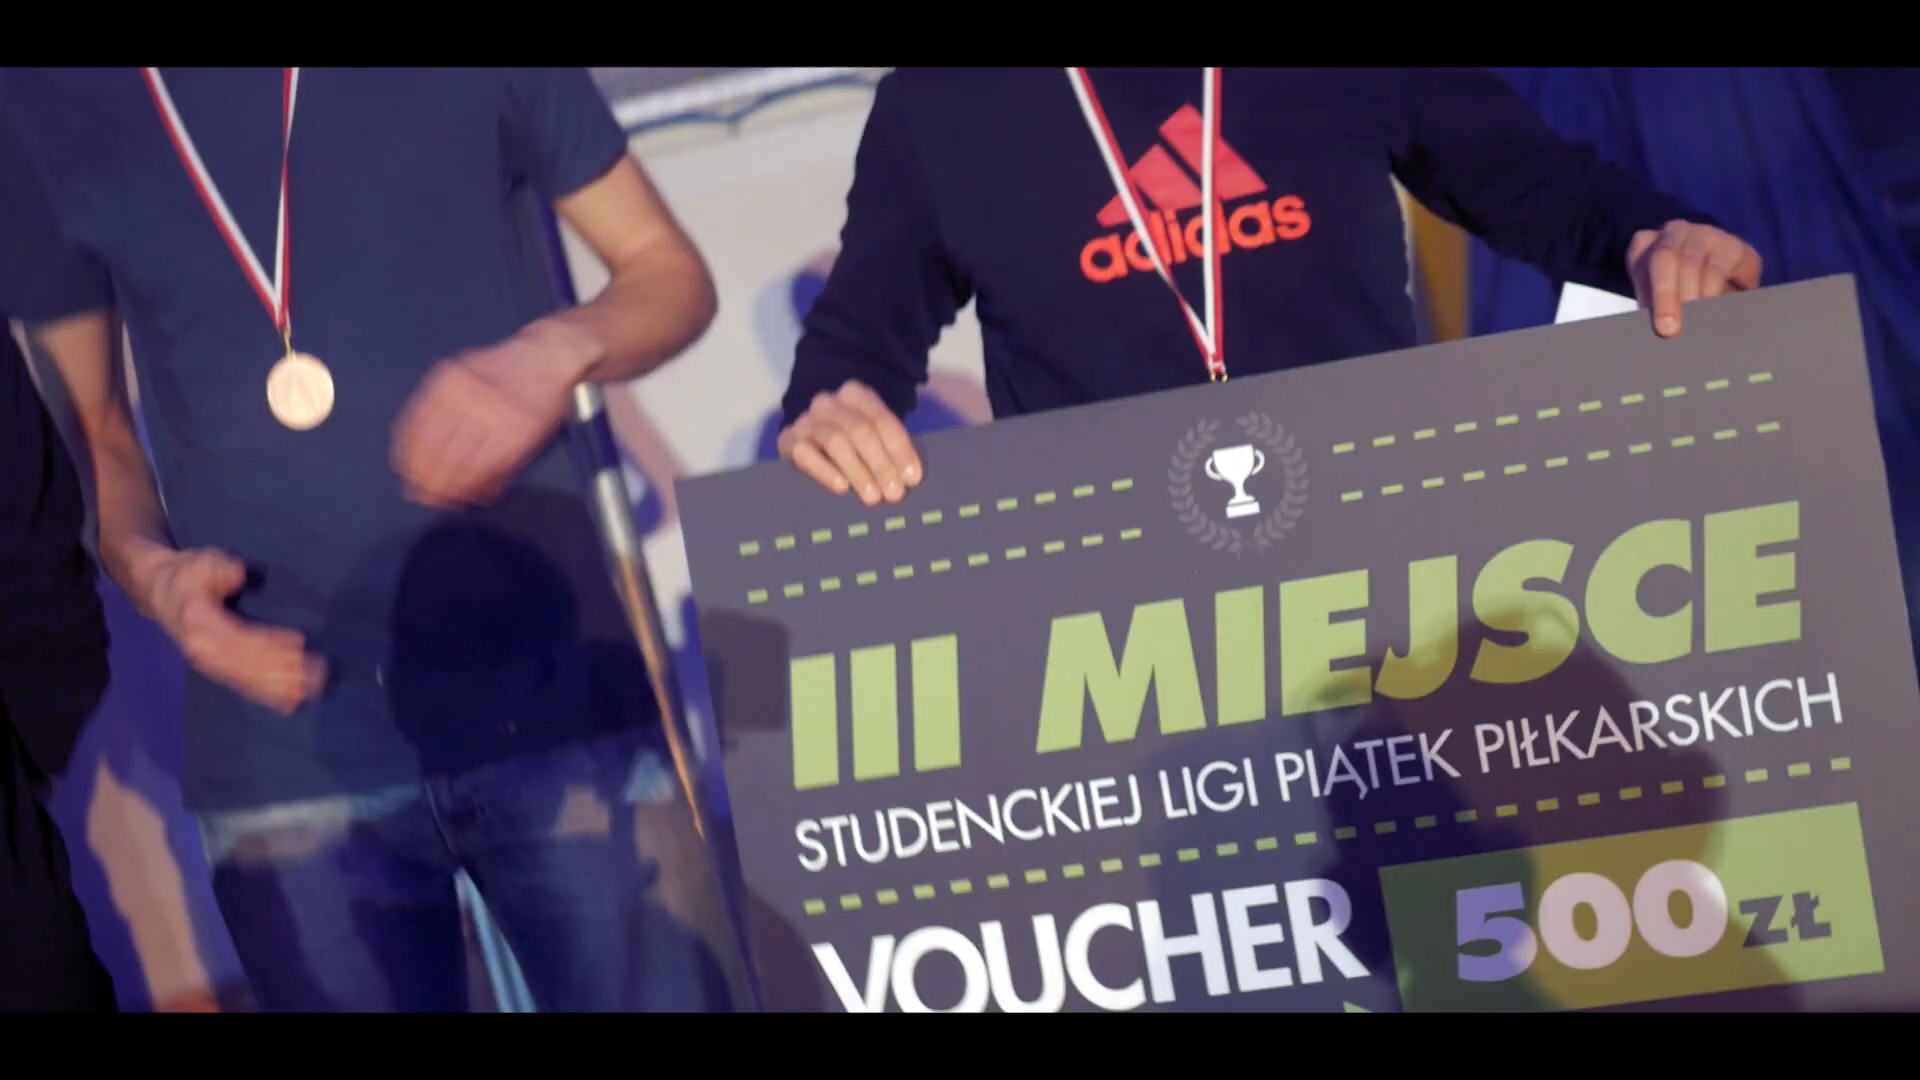 adidas
III MIEJSCE
STUDENCKIEJ LIGI PIĄTEK PIŁKARSKICH
VOUCHER 500 ZŁ